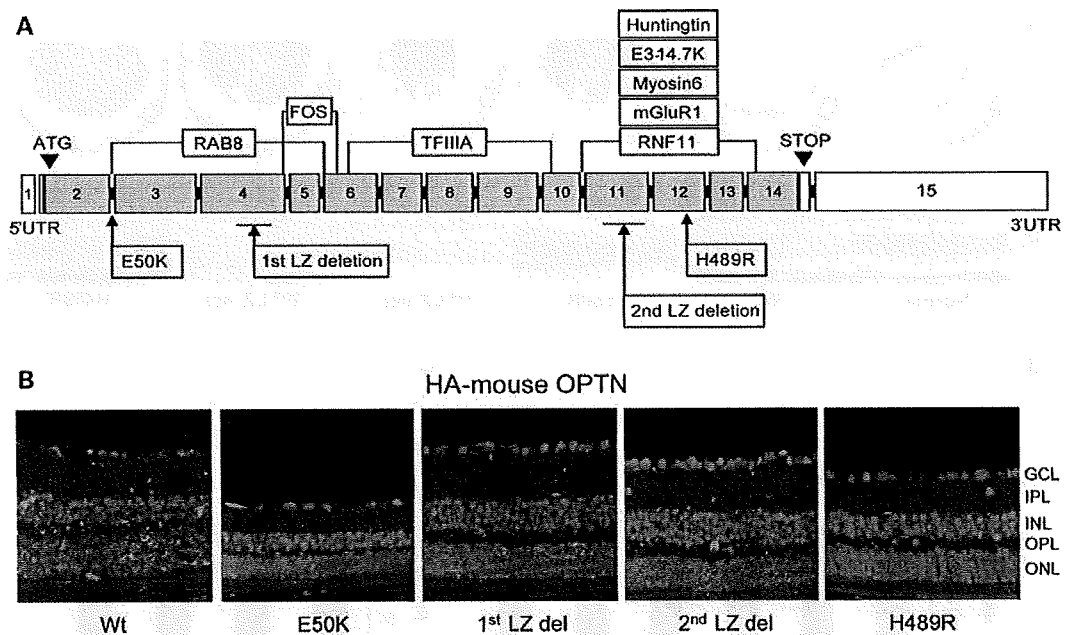 A
Huntingtin
E3-14.7K
Myosin6
mGluR1
RNF11
FOS
RAB8
TFIIIA
ATG
STOP
1 2 3 4 5 6 7 8 9 10 11 12 13 14 15
5'UTR
3'UTR
E50K
1st LZ deletion
H489R
2nd LZ deletion
B
HA-mouse OPTN
GCL
IPL
INL
OPL
ONL
Wt E50K 1st LZ del 2nd LZ del H489R